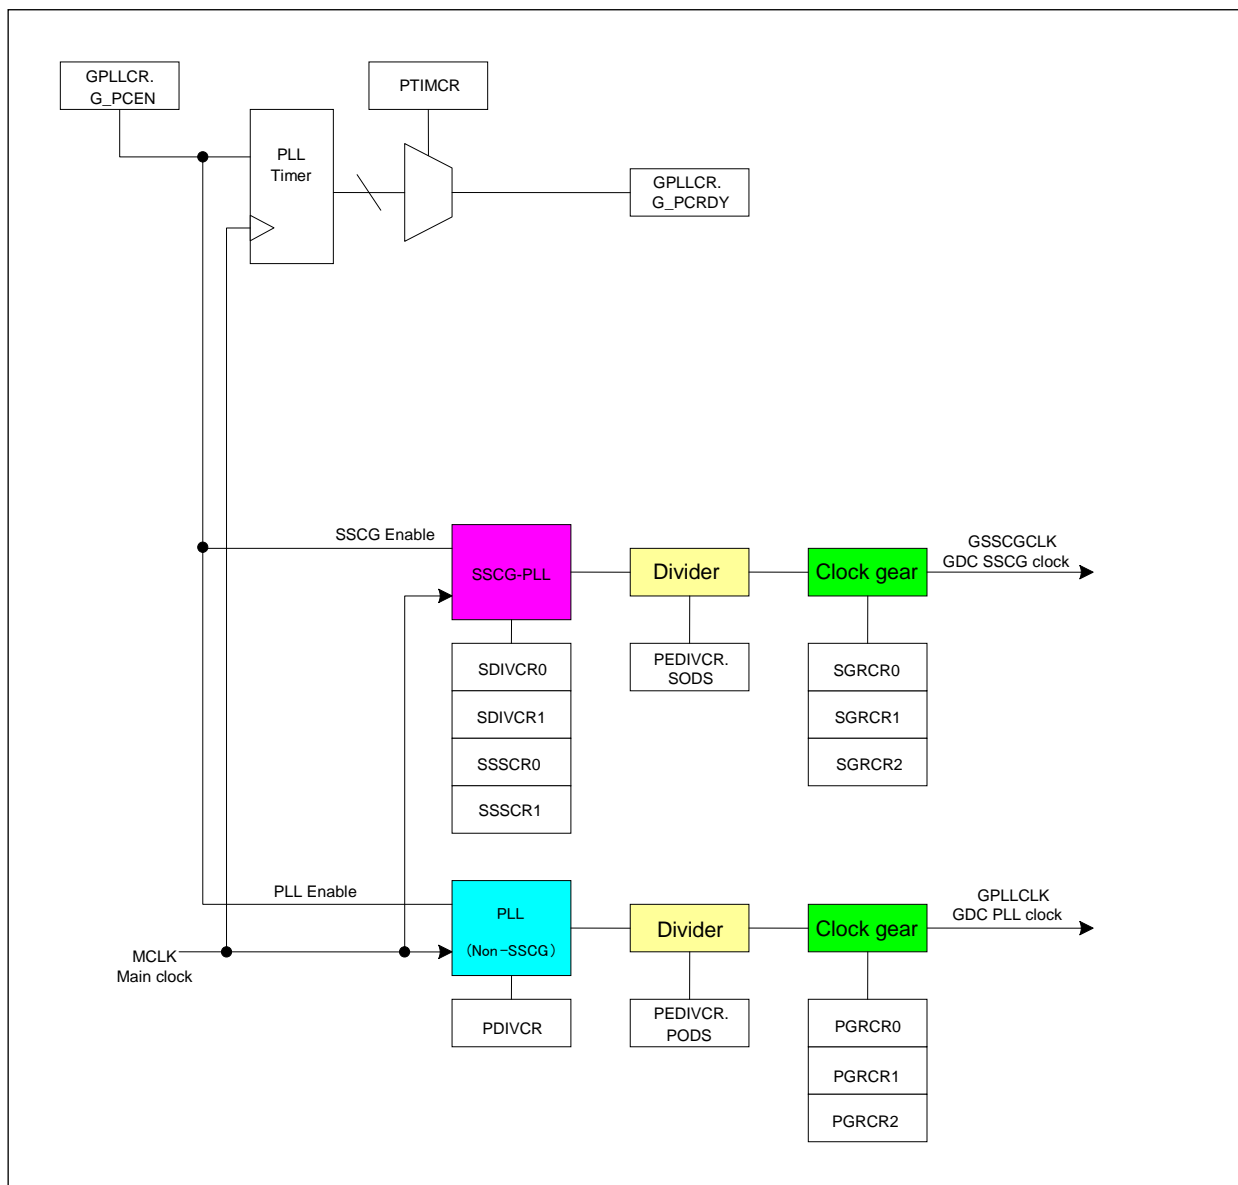 GPLLCR.
G_PCEN
PTIMCR
PLL
Timer
GPLLCR.
G_PCRDY
SSCG Enable
SSCG-PLL
Divider
Clock gear
GSSCGCLK
GDC SSCG clock
SDIVCR0
SDIVCR1
SSSCR0
SSSCR1
PEDIVCR.
SODS
SGRCR0
SGRCR1
SGRCR2
PLL Enable
PLL
(Non-SSCG)
Divider
Clock gear
GPLLCLK
GDC PLL clock
MCLK
Main clock
PDIVCR
PEDIVCR.
PODS
PGRCR0
PGRCR1
PGRCR2